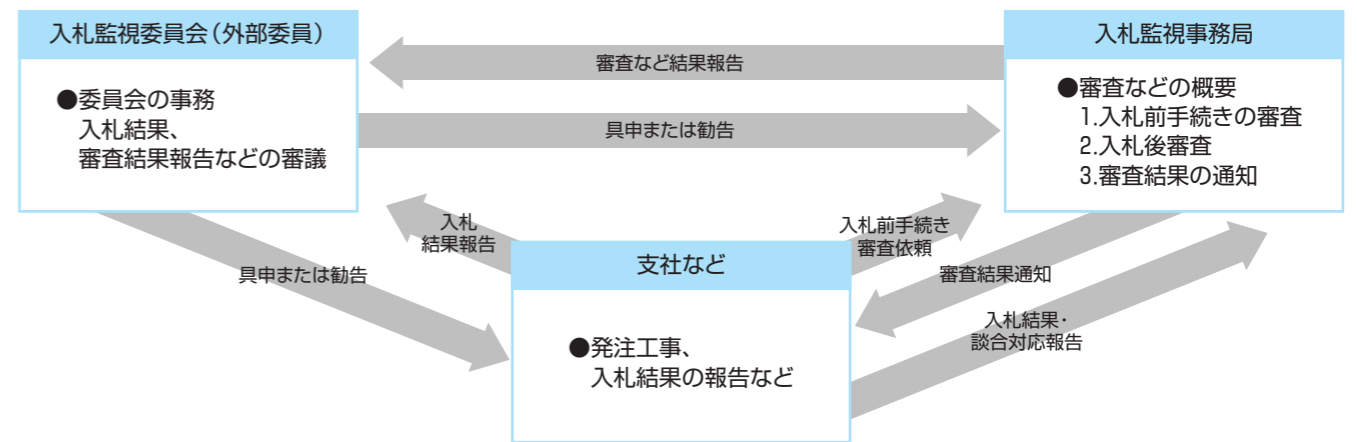 入札監視委員会（外部委員）
●委員会の事務
入札結果、
審査結果報告などの審議
審査など結果報告
具申または勧告
入札監視事務局
●審査などの概要
1.入札前手続きの審査
2.入札後審査
3.審査結果の通知
入札
結果報告
具申または勧告
支社など
●発注工事、
入札結果の報告など
入札前手続き
審査依頼
審査結果通知
入札結果・
談合対応報告